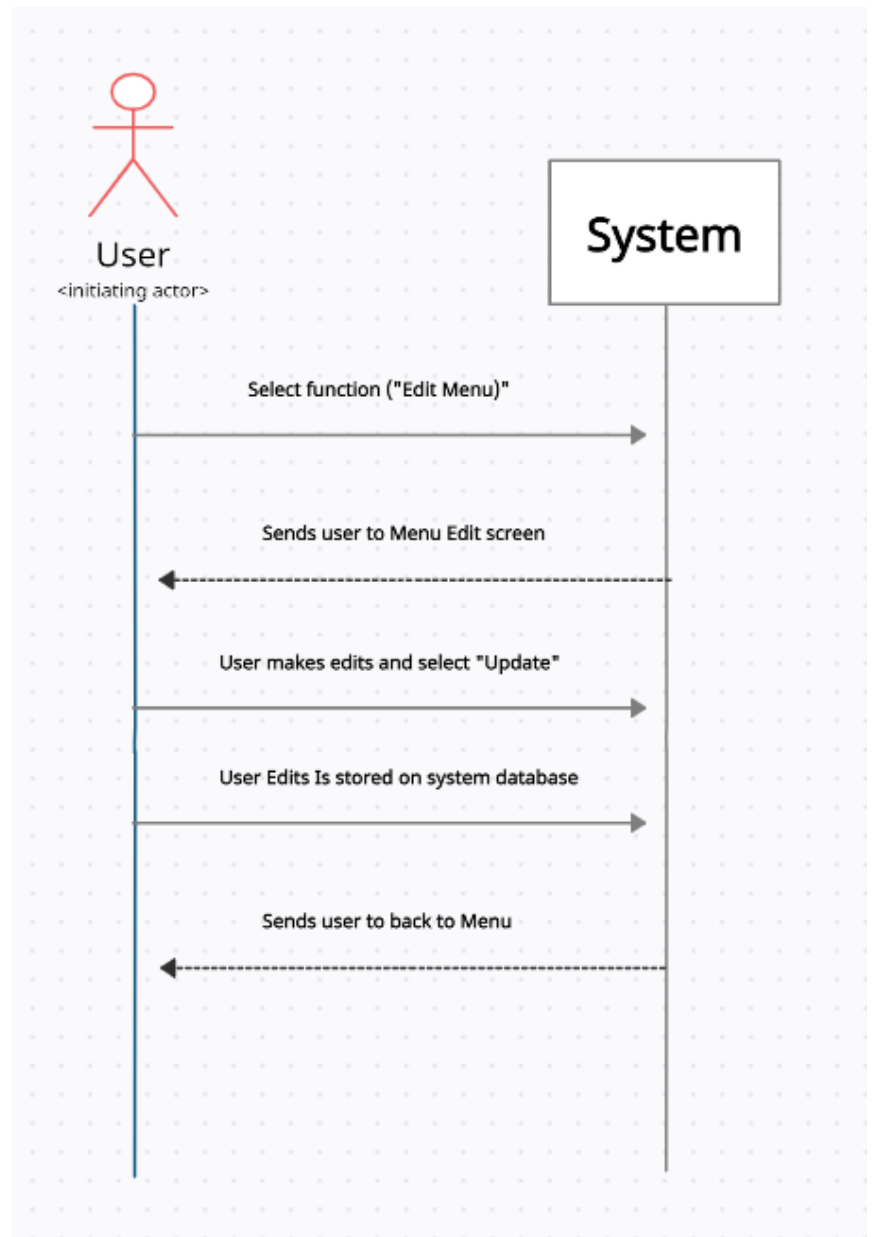 User
<initiating actor>
System
Select function ("Edit Menu)"
Sends user to Menu Edit screen
User makes edits and select "Update"
User Edits Is stored on system database
Sends user to back to Menu